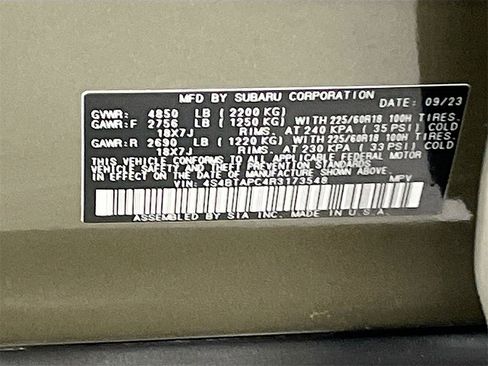 MFD BY SUBARU CORPORATION
DATE: 09/23
GVWR: 4850 LB (2200 KG)
GAWR:F 2756 LB (1250 KG) WITH 225/60R18 100H TIRES,
18X7J RIMS, AT 240 KPA (35 PSI) COLD
GAWR:R 2690 LB (1220 KG) WITH 225/60R18 100H TIRES,
18X7J RIMS, AT 230 KPA (33 PSI) COLD
THIS VEHICLE CONFORMS TO ALL APPLICABLE FEDERAL MOTOR
VEHICLE SAFETY STANDARDS
IN EFFECT ON THE DATE OF MANUFACTURE SHOWN ABOVE.
VIN: 4S4BTAPC4R3173548 MPV
ASSEMBLED BY SIA INC. MADE IN U.S.A